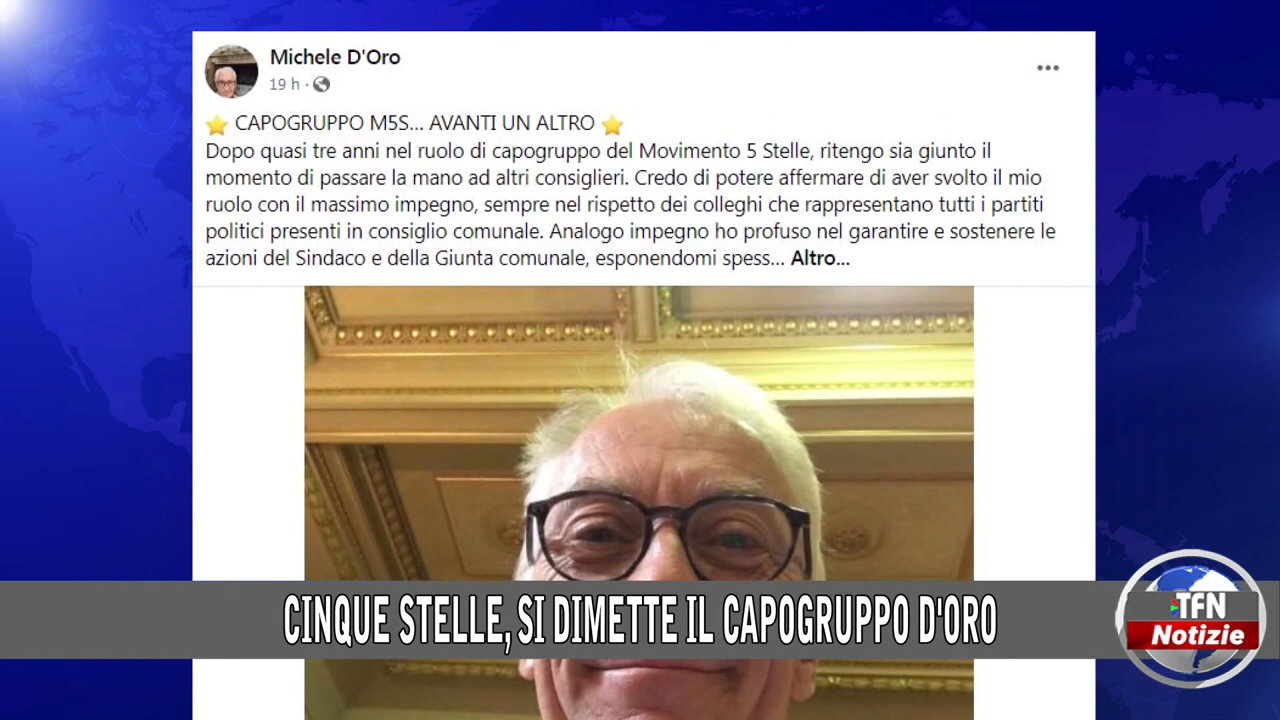 Michele D'Oro
19 h ·
⭐ CAPOGRUPPO M5S... AVANTI UN ALTRO ⭐
Dopo quasi tre anni nel ruolo di capogruppo del Movimento 5 Stelle, ritengo sia giunto il
momento di passare la mano ad altri consiglieri. Credo di potere affermare di aver svolto il mio
ruolo con il massimo impegno, sempre nel rispetto dei colleghi che rappresentano tutti i partiti
politici presenti in consiglio comunale. Analogo impegno ho profuso nel garantire e sostenere le
azioni del Sindaco e della Giunta comunale, esponendomi spess... Altro...
CINQUE STELLE, SI DIMETTE IL CAPOGRUPPO D'ORO
TFN
Notizie